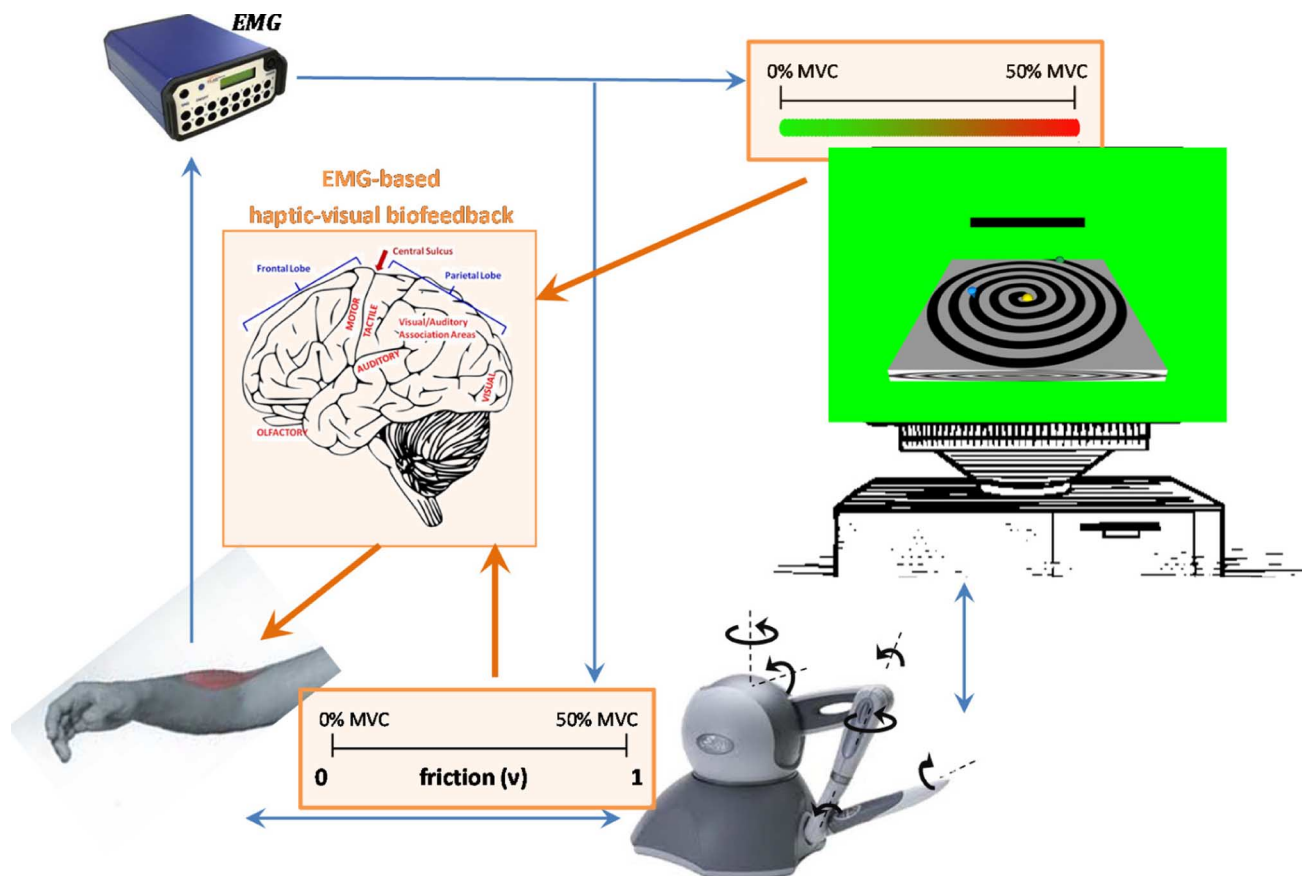 EMG
0% MVC 50% MVC
EMG-based
haptic-visual biofeedback
Central Sulcus
Frontal Lobe
Parietal Lobe
MOTOR
TACTILE
Visual/Auditory
Association Areas
AUDITORY
VISUAL
OLFACTORY
0% MVC 50% MVC
0 friction (v) 1